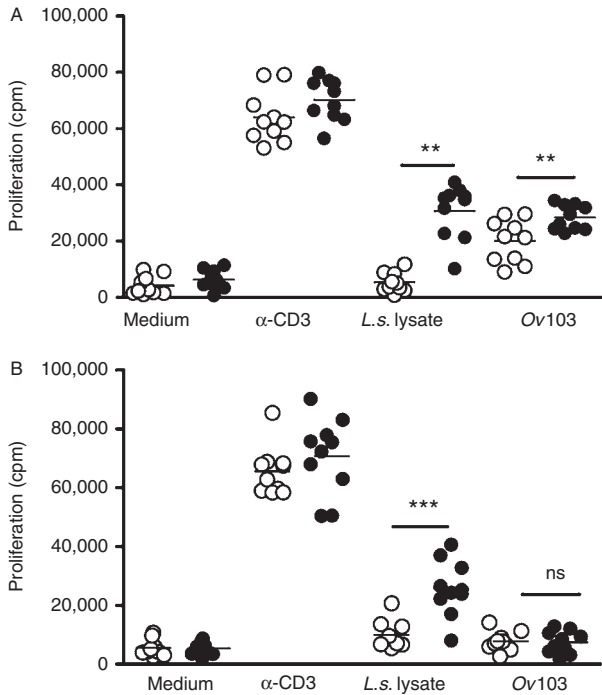 A
100,000
80,000
60,000
40,000
20,000
0
Proliferation (cpm)
**
**
Medium
α-CD3
L.s. lysate
Ov103
B
100,000
80,000
60,000
40,000
20,000
0
Proliferation (cpm)
***
ns
Medium
α-CD3
L.s. lysate
Ov103